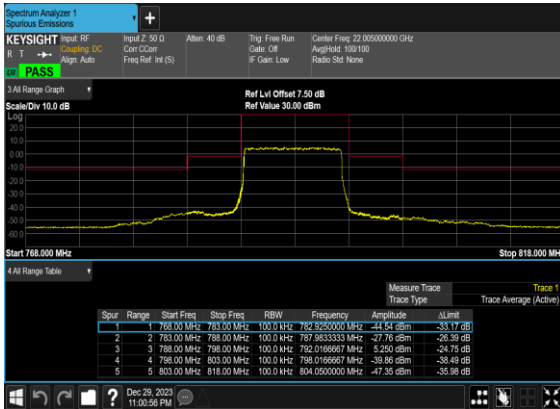 Spectrum Analyzer 1
Spurious Emissions
KEYSIGHT
R T
LXI PASS
Input: RF
Coupling: DC
Align: Auto
Input Z: 50 Ω
Corr CCorr
Freq Ref: Int (S)
Atten: 40 dB
Trig: Free Run
Gate: Off
IF Gain: Low
Center Freq: 22.005000000 GHz
Avg|Hold: 100/100
Radio Std: None
3 All Range Graph
Scale/Div 10.0 dB
Ref Lvl Offset 7.50 dB
Ref Value 30.00 dBm
Log
20.0
10.0
0.00
-10.0
-20.0
-30.0
-40.0
-50.0
-60.0
Start 768.000 MHz
Stop 818.000 MHz
4 All Range Table
Measure Trace Trace 1
Trace Type Trace Average (Active)
Spur Range Start Freq Stop Freq RBW Frequency Amplitude ΔLimit
1 1 768.00 MHz 783.00 MHz 100.0 kHz 782.9250000 MHz -44.54 dBm -33.17 dB
2 2 783.00 MHz 788.00 MHz 100.0 kHz 787.9833333 MHz -27.76 dBm -26.39 dB
3 3 788.00 MHz 798.00 MHz 100.0 kHz 792.0166667 MHz 5.250 dBm -24.75 dB
4 4 798.00 MHz 803.00 MHz 100.0 kHz 798.0166667 MHz -39.86 dBm -38.49 dB
5 5 803.00 MHz 818.00 MHz 100.0 kHz 804.0500000 MHz -47.35 dBm -35.98 dB
Dec 29, 2023
11:00:56 PM